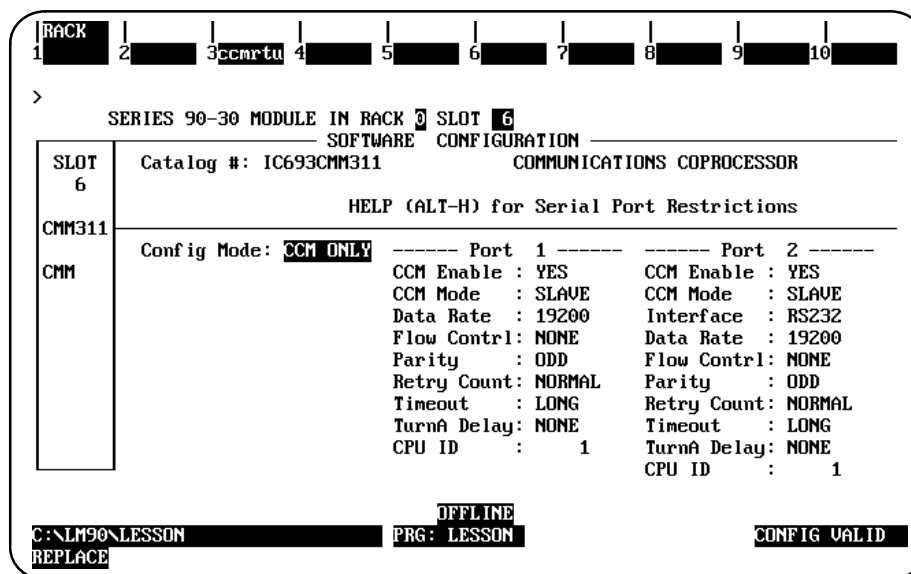 RACK
1 2 3ccmrtu 4 5 6 7 8 9 10
>
SERIES 90-30 MODULE IN RACK 0 SLOT 6
SOFTWARE CONFIGURATION
SLOT Catalog #: IC693CMM311 COMMUNICATIONS COPROCESSOR
6
HELP (ALT-H) for Serial Port Restrictions
CMM311
Config Mode: CCM ONLY ------ Port 1 ------ ------ Port 2 ------
CMM CCM Enable : YES CCM Enable : YES
CCM Mode : SLAVE CCM Mode : SLAVE
Data Rate : 19200 Interface : RS232
Flow Contrl: NONE Data Rate : 19200
Parity : ODD Flow Contrl: NONE
Retry Count: NORMAL Parity : ODD
Timeout : LONG Retry Count: NORMAL
TurnA Delay: NONE Timeout : LONG
CPU ID : 1 TurnA Delay: NONE
CPU ID : 1
OFFLINE
C:\LM90\LESSON PRG: LESSON CONFIG VALID
REPLACE